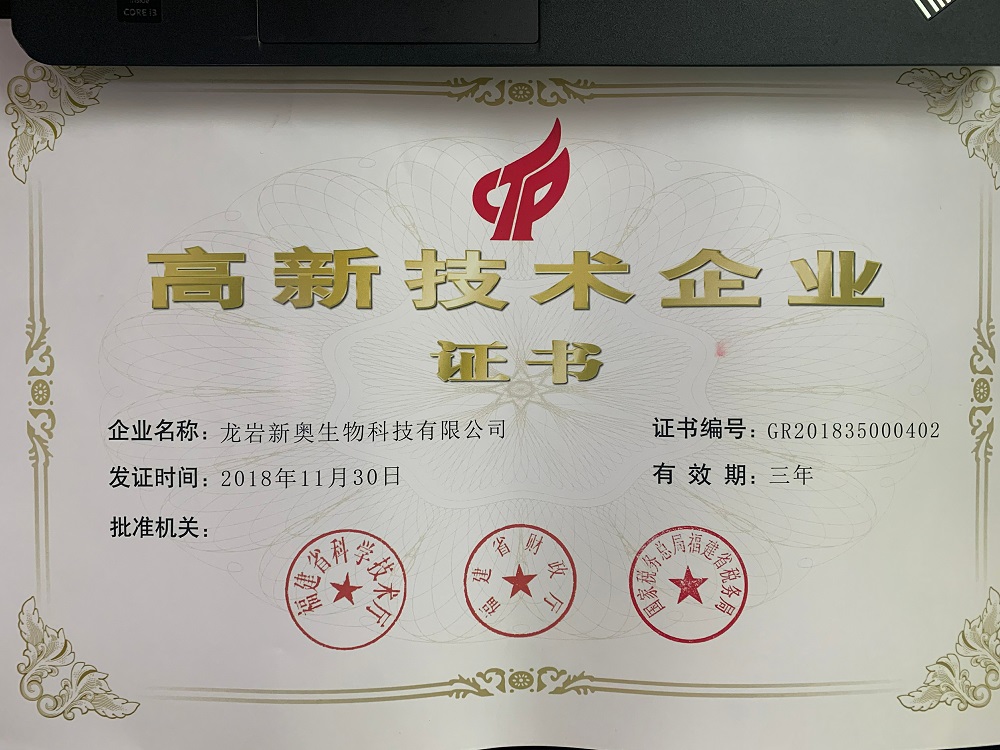 CORE i3
CTP
高新技术企业
证书
企业名称：龙岩新奥生物科技有限公司
证书编号：GR201835000402
发证时间：2018年11月30日
有效期：三年
批准机关：
福建省科学技术厅
福建省财政厅
国家税务总局福建省税务局